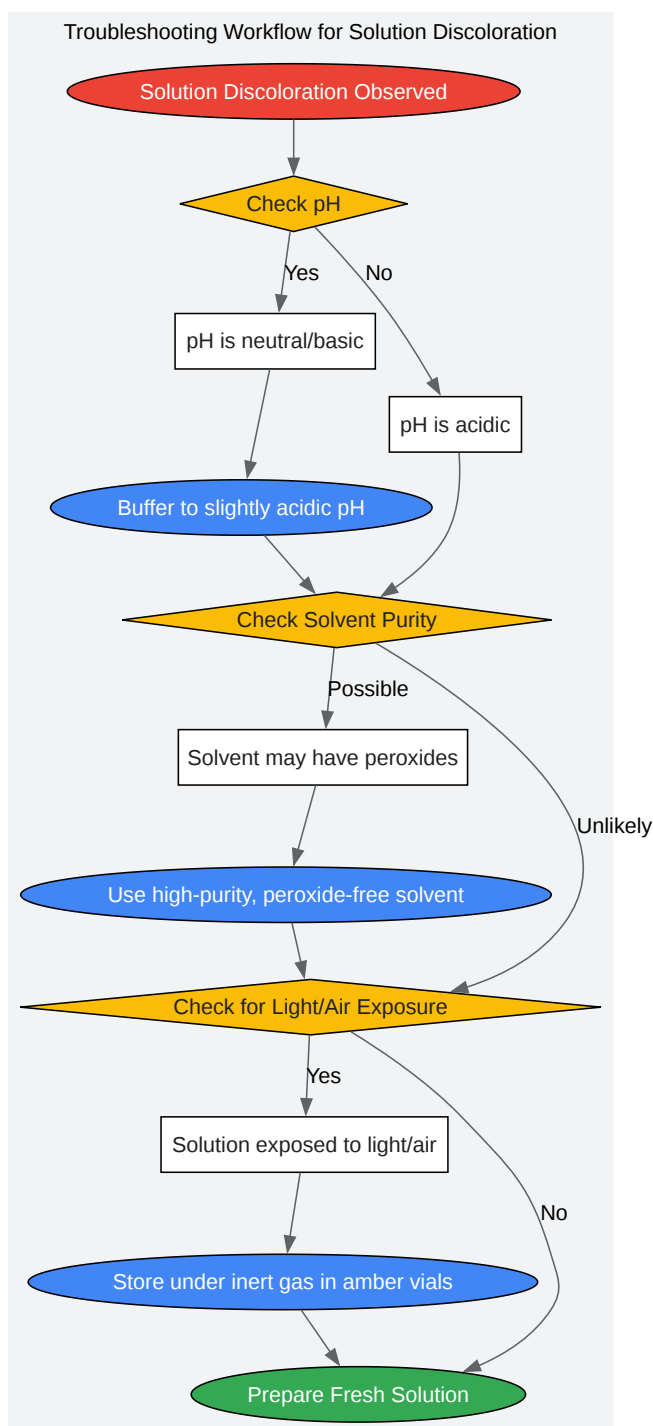 Troubleshooting Workflow for Solution Discoloration
Solution Discoloration Observed
Check pH
Yes
No
pH is neutral/basic
pH is acidic
Buffer to slightly acidic pH
Check Solvent Purity
Possible
Solvent may have peroxides
Unlikely
Use high-purity, peroxide-free solvent
Check for Light/Air Exposure
Yes
Solution exposed to light/air
No
Store under inert gas in amber vials
Prepare Fresh Solution